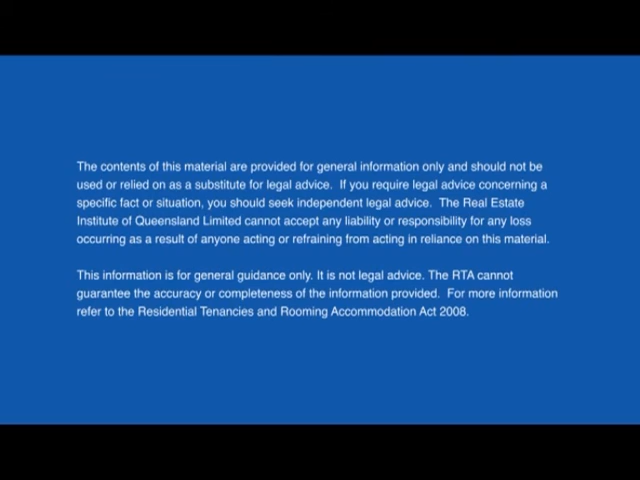 The contents of this material are provided for general information only and should not be
used or relied on as a substitute for legal advice.  If you require legal advice concerning a
specific fact or situation, you should seek independent legal advice.  The Real Estate
Institute of Queensland Limited cannot accept any liability or responsibility for any loss
occurring as a result of anyone acting or refraining from acting in reliance on this material.
This information is for general guidance only. It is not legal advice. The RTA cannot
guarantee the accuracy or completeness of the information provided.  For more information
refer to the Residential Tenancies and Rooming Accommodation Act 2008.